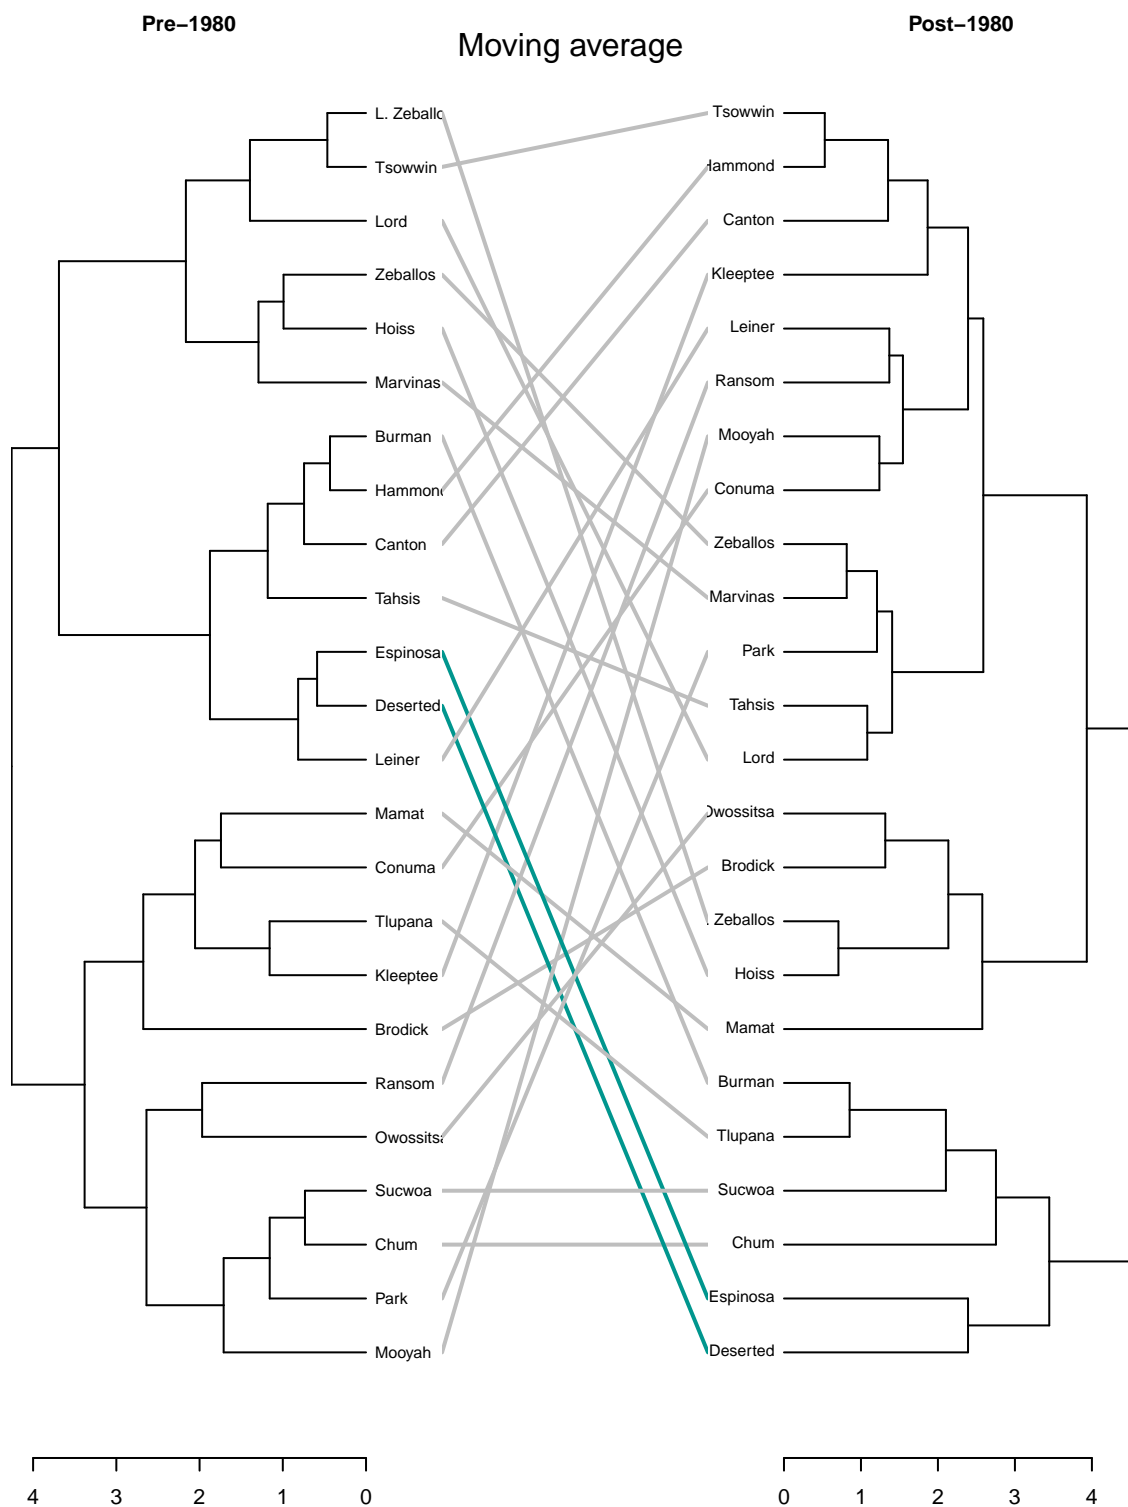 Pre−1980
Post−1980
Moving average
L. Zeballo
Tsowwin
Lord
Zeballos
Hoiss
Marvinas
Burman
Hammond
Canton
Tahsis
Espinosa
Deserted
Leiner
Mamat
Conuma
Tlupana
Kleeptee
Brodick
Ransom
Owossitsa
Sucwoa
Chum
Park
Mooyah
Tsowwin
Hammond
Canton
Kleeptee
Leiner
Ransom
Mooyah
Conuma
Zeballos
Marvinas
Park
Tahsis
Lord
Owossitsa
Brodick
. Zeballos
Hoiss
Mamat
Burman
Tlupana
Sucwoa
Chum
Espinosa
Deserted
4 3 2 1 0
0 1 2 3 4